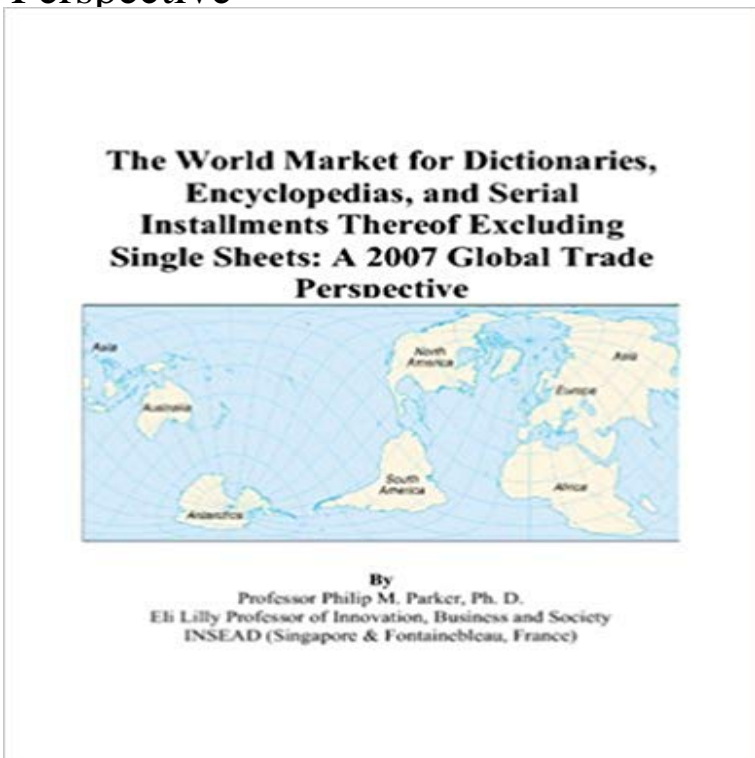 Perspective
The World Market for Dictionaries,
Encyclopedias, and Serial
Installments Thereof Excluding
Single Sheets: A 2007 Global Trade
Perspective
Asia
North
America
Asia
Europe
Australia
South
America
Africa
Antarctica
By
Professor Philip M. Parker, Ph. D.
Eli Lilly Professor of Innovation, Business and Society
INSEAD (Singapore & Fontainebleau, France)